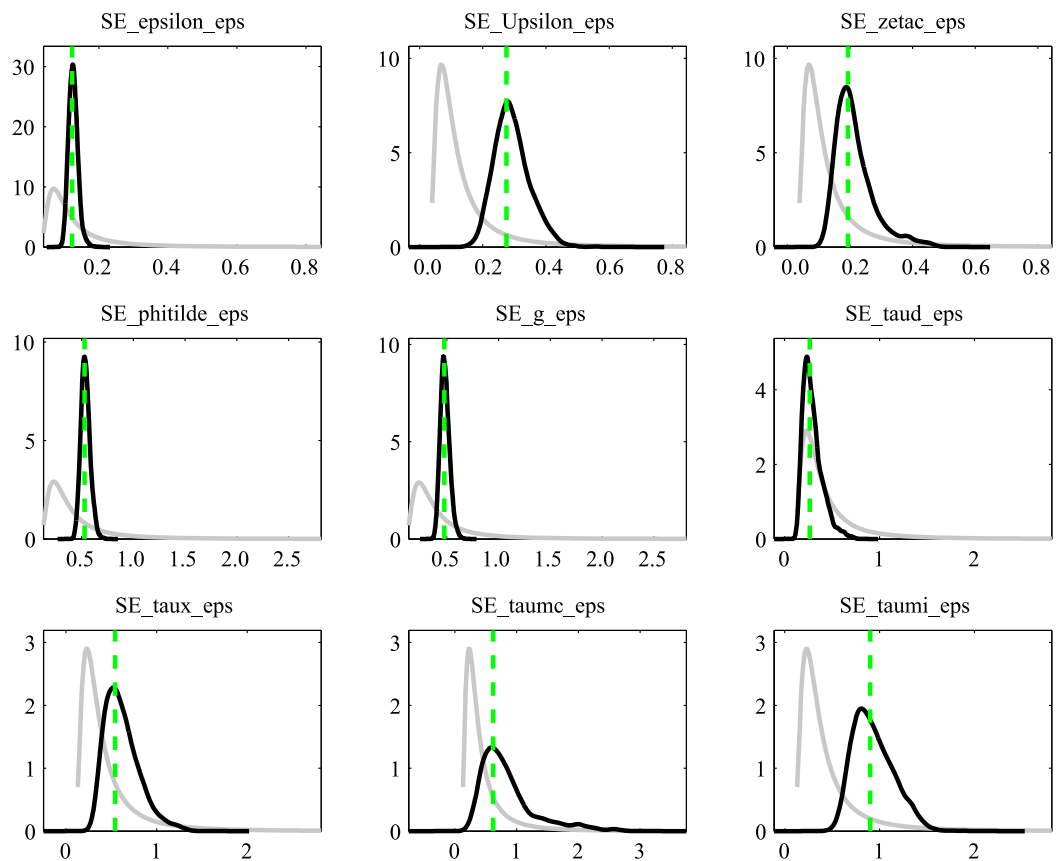 SE_epsilon_eps SE_Upsilon_eps SE_zetac_eps
30
20
10
0
0.2 0.4 0.6 0.8
10
5
0
0.0 0.2 0.4 0.6 0.8
10
5
0
0.0 0.2 0.4 0.6 0.8
SE_phitilde_eps SE_g_eps SE_taud_eps
10
5
0
0.5 1.0 1.5 2.0 2.5
10
5
0
0.5 1.0 1.5 2.0 2.5
4
2
0
1 2
SE_taux_eps SE_taumc_eps SE_taumi_eps
3
2
1
0
0 1 2
3
2
1
0
0 1 2 3
3
2
1
0
0 1 2